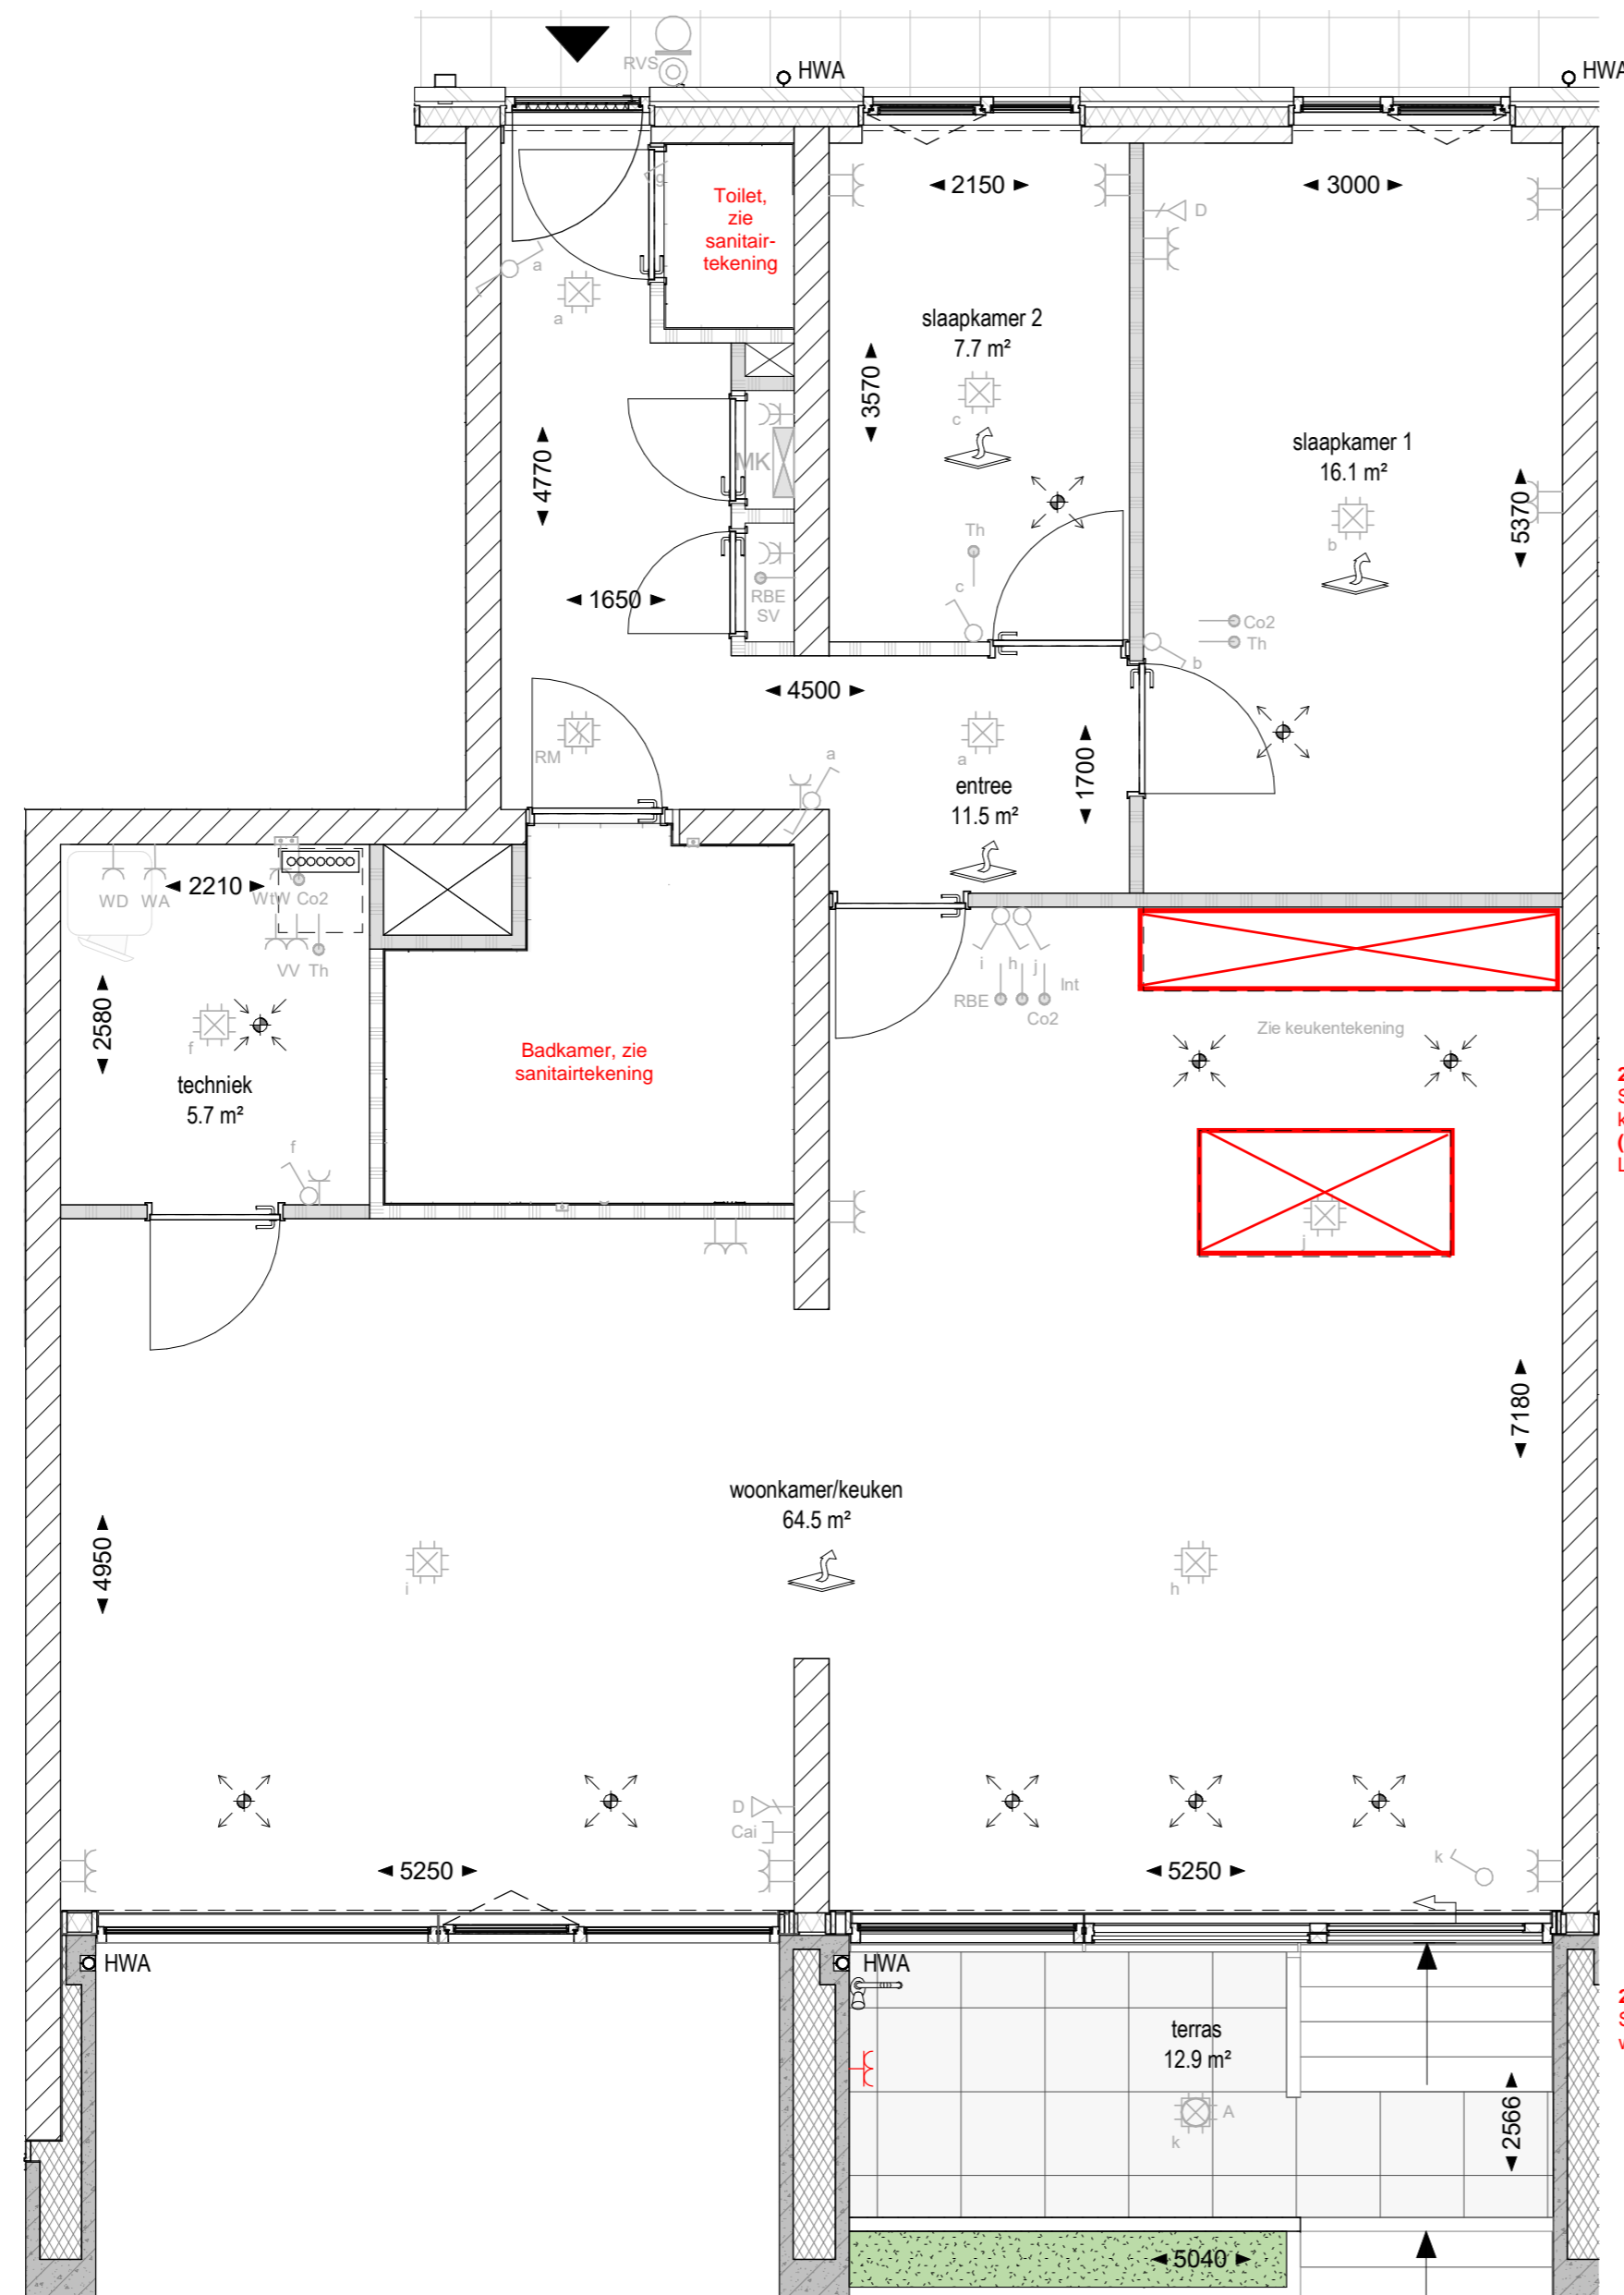 RVS
HWA
HWA
Toilet,
zie
sanitair-
tekening
g
2150
3000
D
a
a
slaapkamer 2
7.7 m²
3570
c
slaapkamer 1
16.1 m²
5370
b
4770
MK
Th
c
RBE
SV
1650
Co2
Th
b
4500
RM
a
a
1700
entree
11.5 m²
2210
WD
WA
WtW
Co2
VV
Th
2580
f
techniek
5.7 m²
f
i
h
j
Int
RBE
Co2
Zie keukentekening
Badkamer, zie
sanitairtekening
j
7180
woonkamer/keuken
64.5 m²
4950
i
h
D
Cai
k
5250
5250
HWA
HWA
terras
12.9 m²
A
k
2566
5040